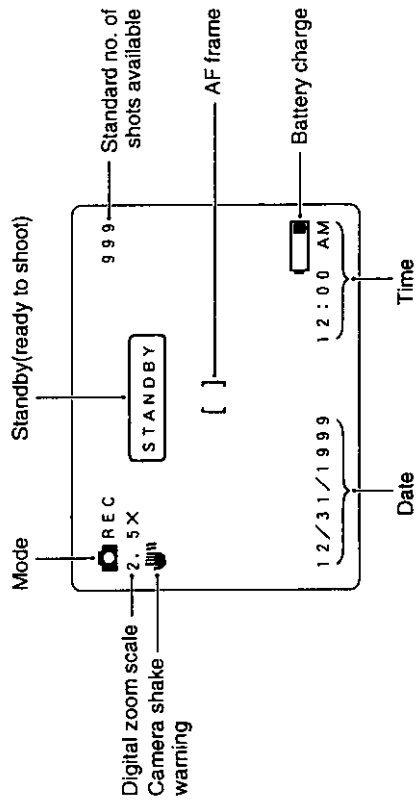 Mode
Standby(ready to shoot)
Standard no. of
shots available
REC
999
Digital zoom scale
2.5X
STANDBY
Camera shake
warning
[ ]
AF frame
Battery charge
12/31/1999
12:00 AM
Date
Time